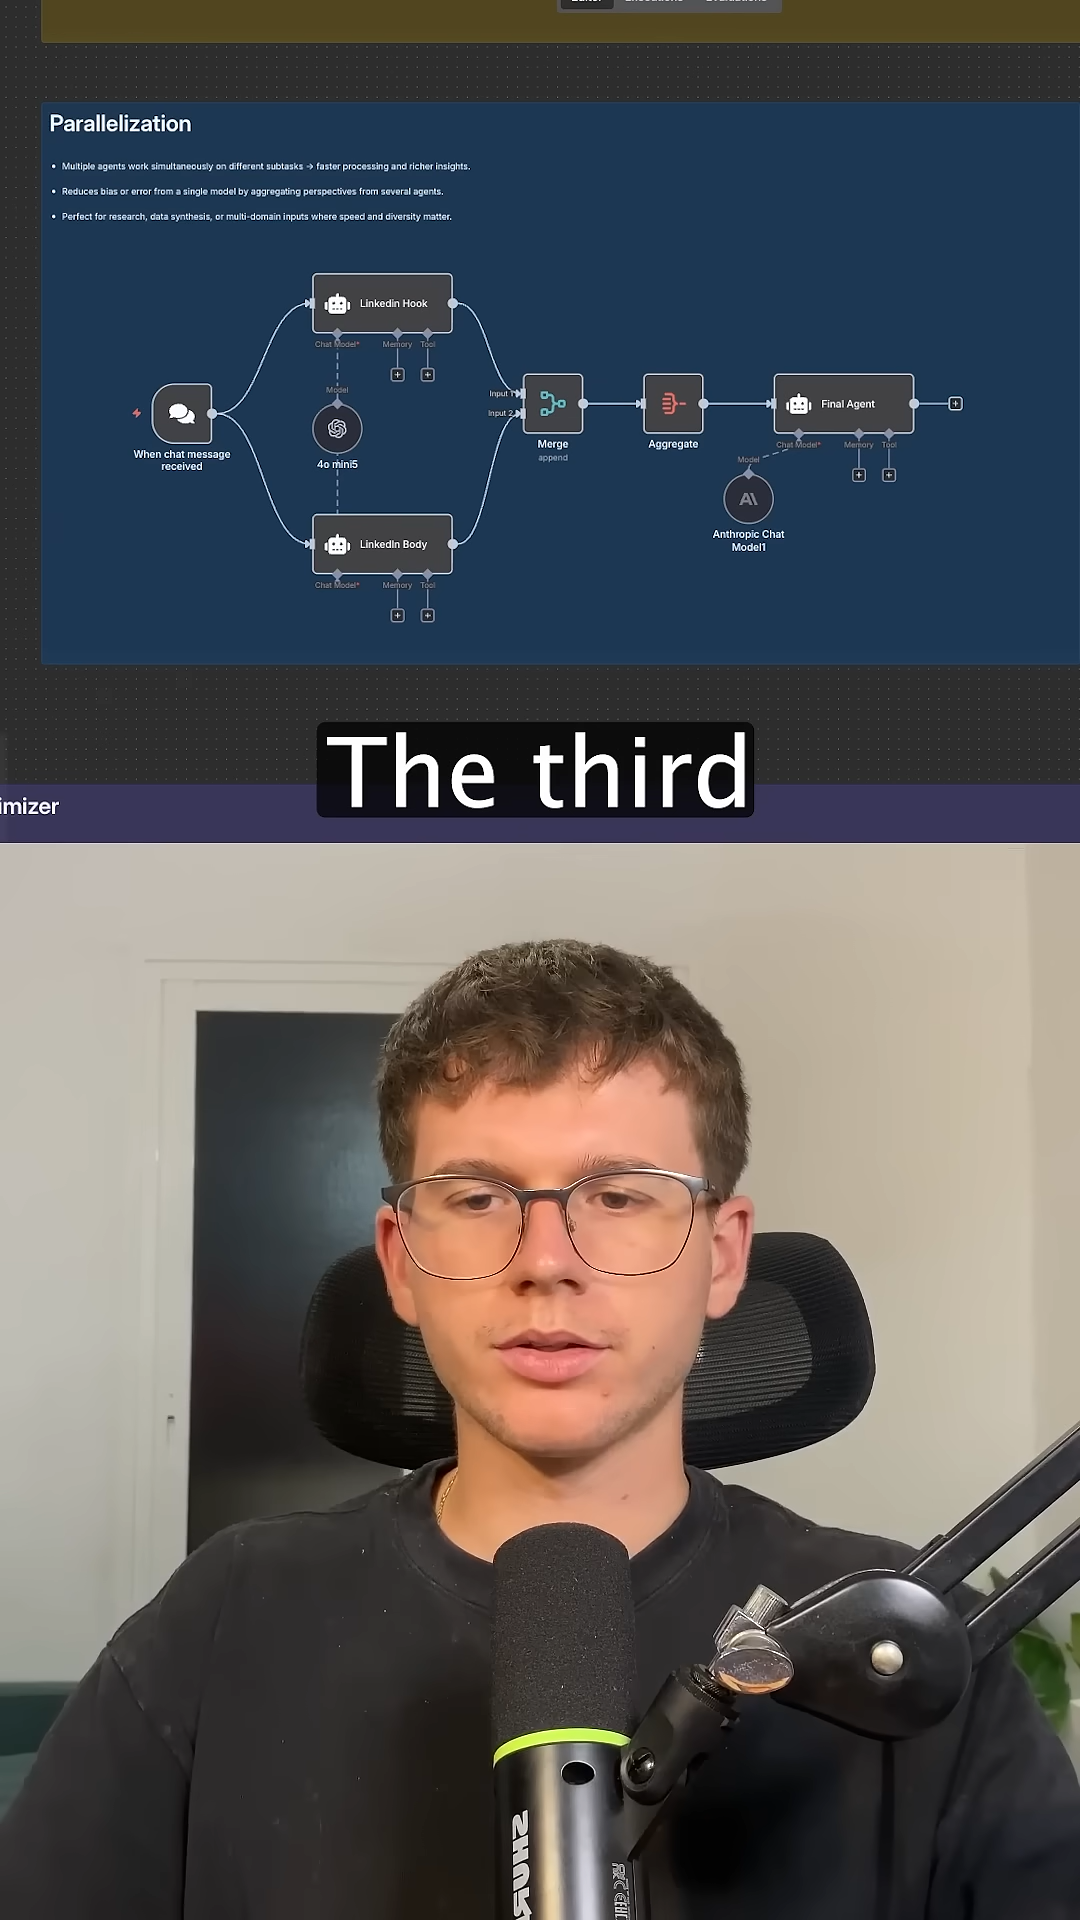 Parallelization
• Multiple agents work simultaneously on different subtasks → faster processing and richer insights.
• Reduces bias or error from a single model by aggregating perspectives from several agents.
• Perfect for research, data synthesis, or multi-domain inputs where speed and diversity matter.
Linkedin Hook
Chat Model*
Memory
Tool
Model
4o mini5
When chat message
received
LinkedIn Body
Chat Model*
Memory
Tool
Input 1
Input 2
Merge
append
Aggregate
Final Agent
Chat Model*
Memory
Tool
Model
Anthropic Chat
Model1
The third
imizer